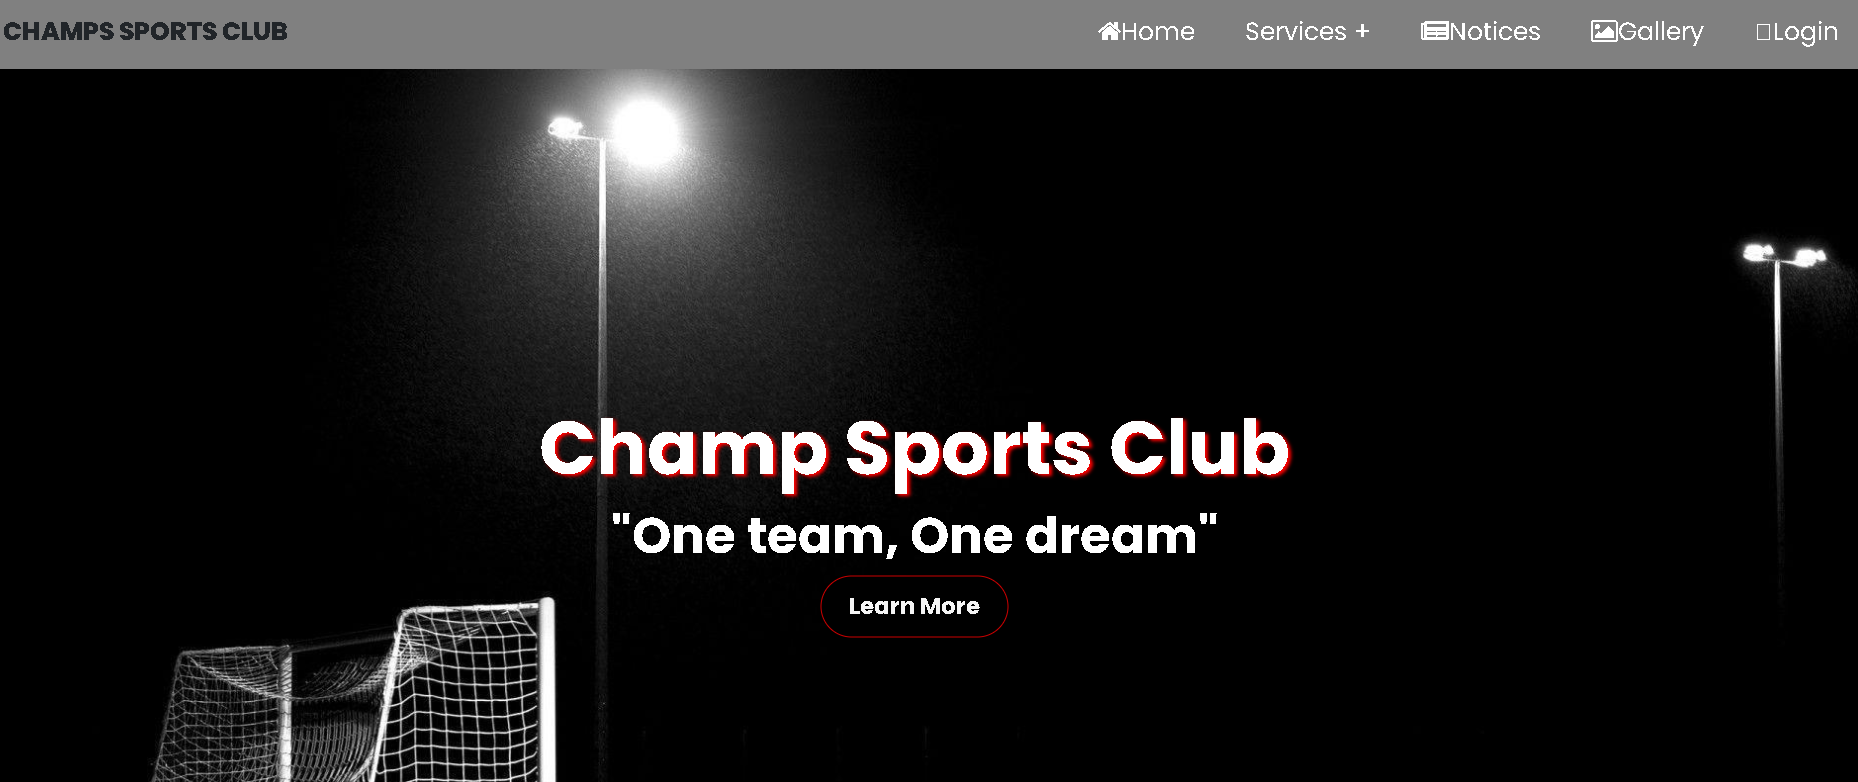 CHAMPS SPORTS CLUB
Home Services + Notices Gallery Login
Champ Sports Club
"One team, One dream"
Learn More